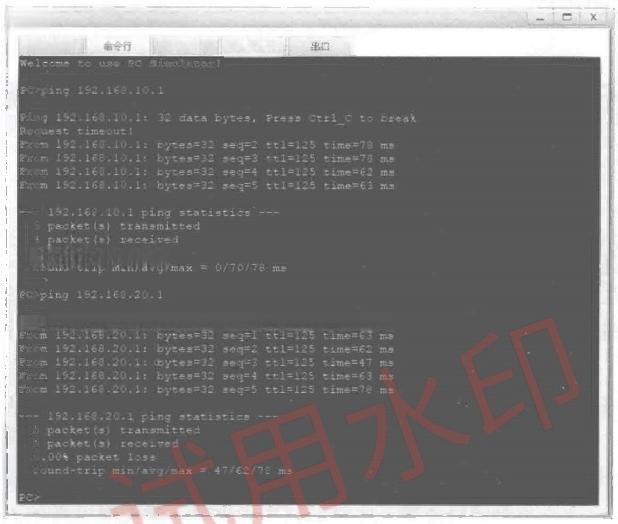 命令行
串口
Welcome to use PC Simulator!
PC>ping 192.168.10.1
Ping 192.168.10.1: 32 data bytes, Press Ctrl_C to break
Request timeout!
From 192.168.10.1: bytes=32 seq=2 ttl=125 time=78 ms
From 192.168.10.1: bytes=32 seq=3 ttl=125 time=78 ms
From 192.168.10.1: bytes=32 seq=4 ttl=125 time=62 ms
From 192.168.10.1: bytes=32 seq=5 ttl=125 time=63 ms
--- 192.168.10.1 ping statistics ---
packet(s) transmitted
packet(s) received
round-trip min/avg/max = 0/70/78 ms
PC>ping 192.168.20.1
From 192.168.20.1: bytes=32 seq=1 ttl=125 time=63 ms
From 192.168.20.1: bytes=32 seq=2 ttl=125 time=62 ms
From 192.168.20.1: bytes=32 seq=3 ttl=125 time=47 ms
From 192.168.20.1: bytes=32 seq=4 ttl=125 time=63 ms
From 192.168.20.1: bytes=32 seq=5 ttl=125 time=78 ms
--- 192.168.20.1 ping statistics ---
5 packet(s) transmitted
5 packet(s) received
0.00% packet loss
round-trip min/avg/max = 47/62/78 ms
PC>
试用水印